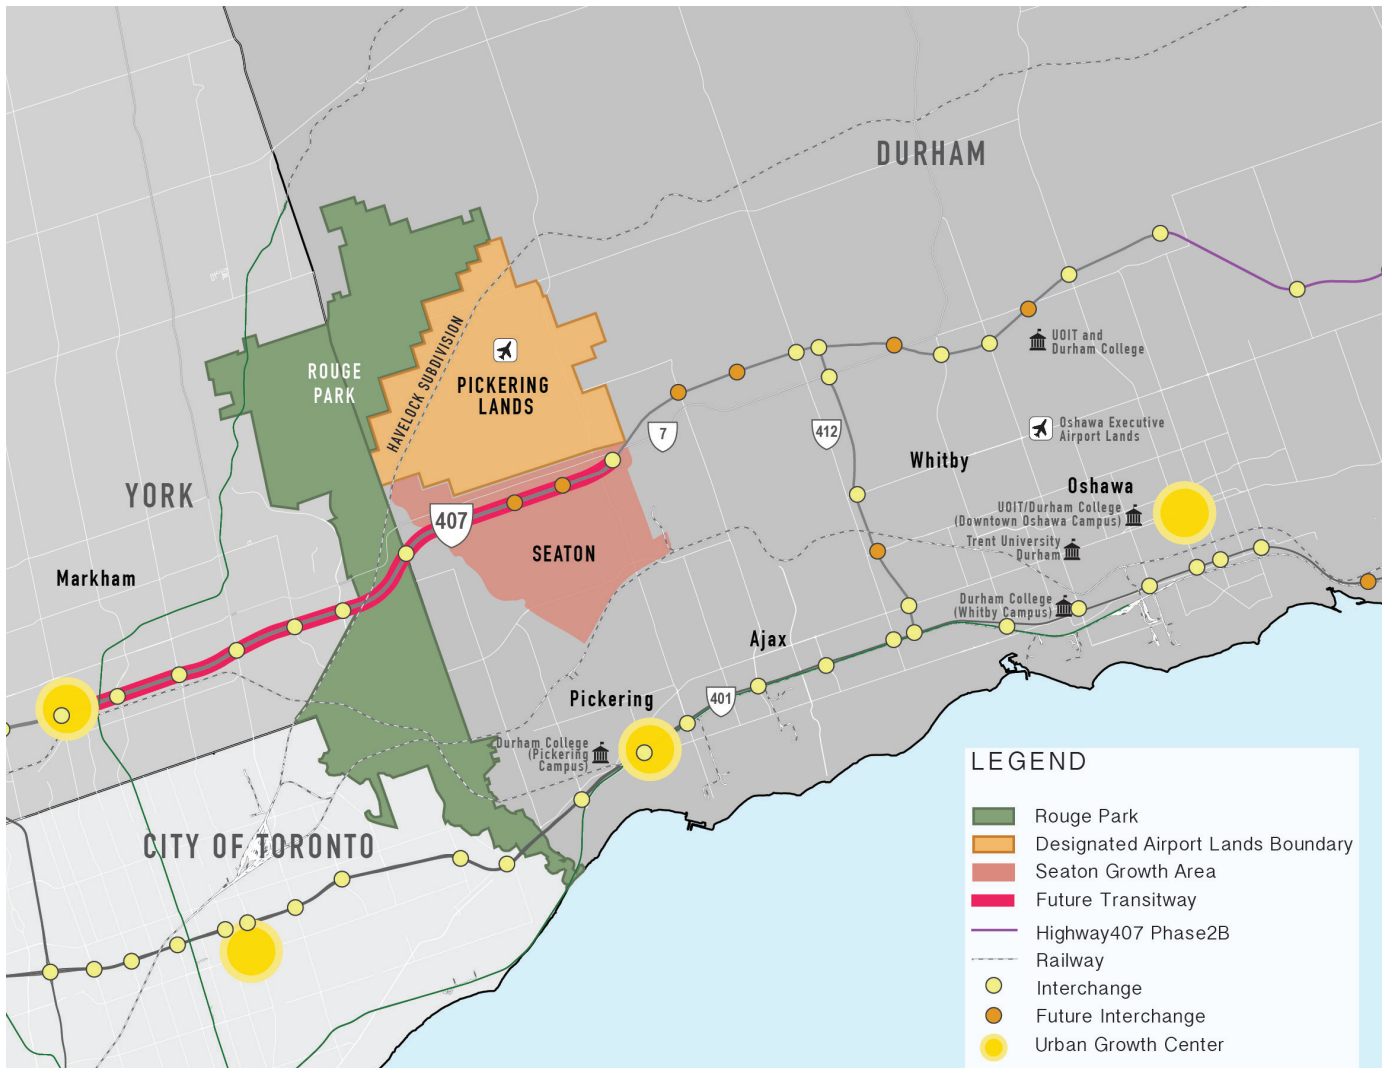 DURHAM
ROUGE
PARK
HAVELOCK SUBDIVISION
PICKERING
LANDS
UOIT and
Durham College
7
412
Oshawa Executive
Airport Lands
Whitby
YORK
Oshawa
407
UOIT/Durham College
(Downtown Oshawa Campus)
SEATON
Trent University
Durham
Markham
Durham College
(Whitby Campus)
Ajax
Pickering
401
Durham College
(Pickering
Campus)
CITY OF TORONTO
LEGEND
Rouge Park
Designated Airport Lands Boundary
Seaton Growth Area
Future Transitway
Highway407 Phase2B
Railway
Interchange
Future Interchange
Urban Growth Center